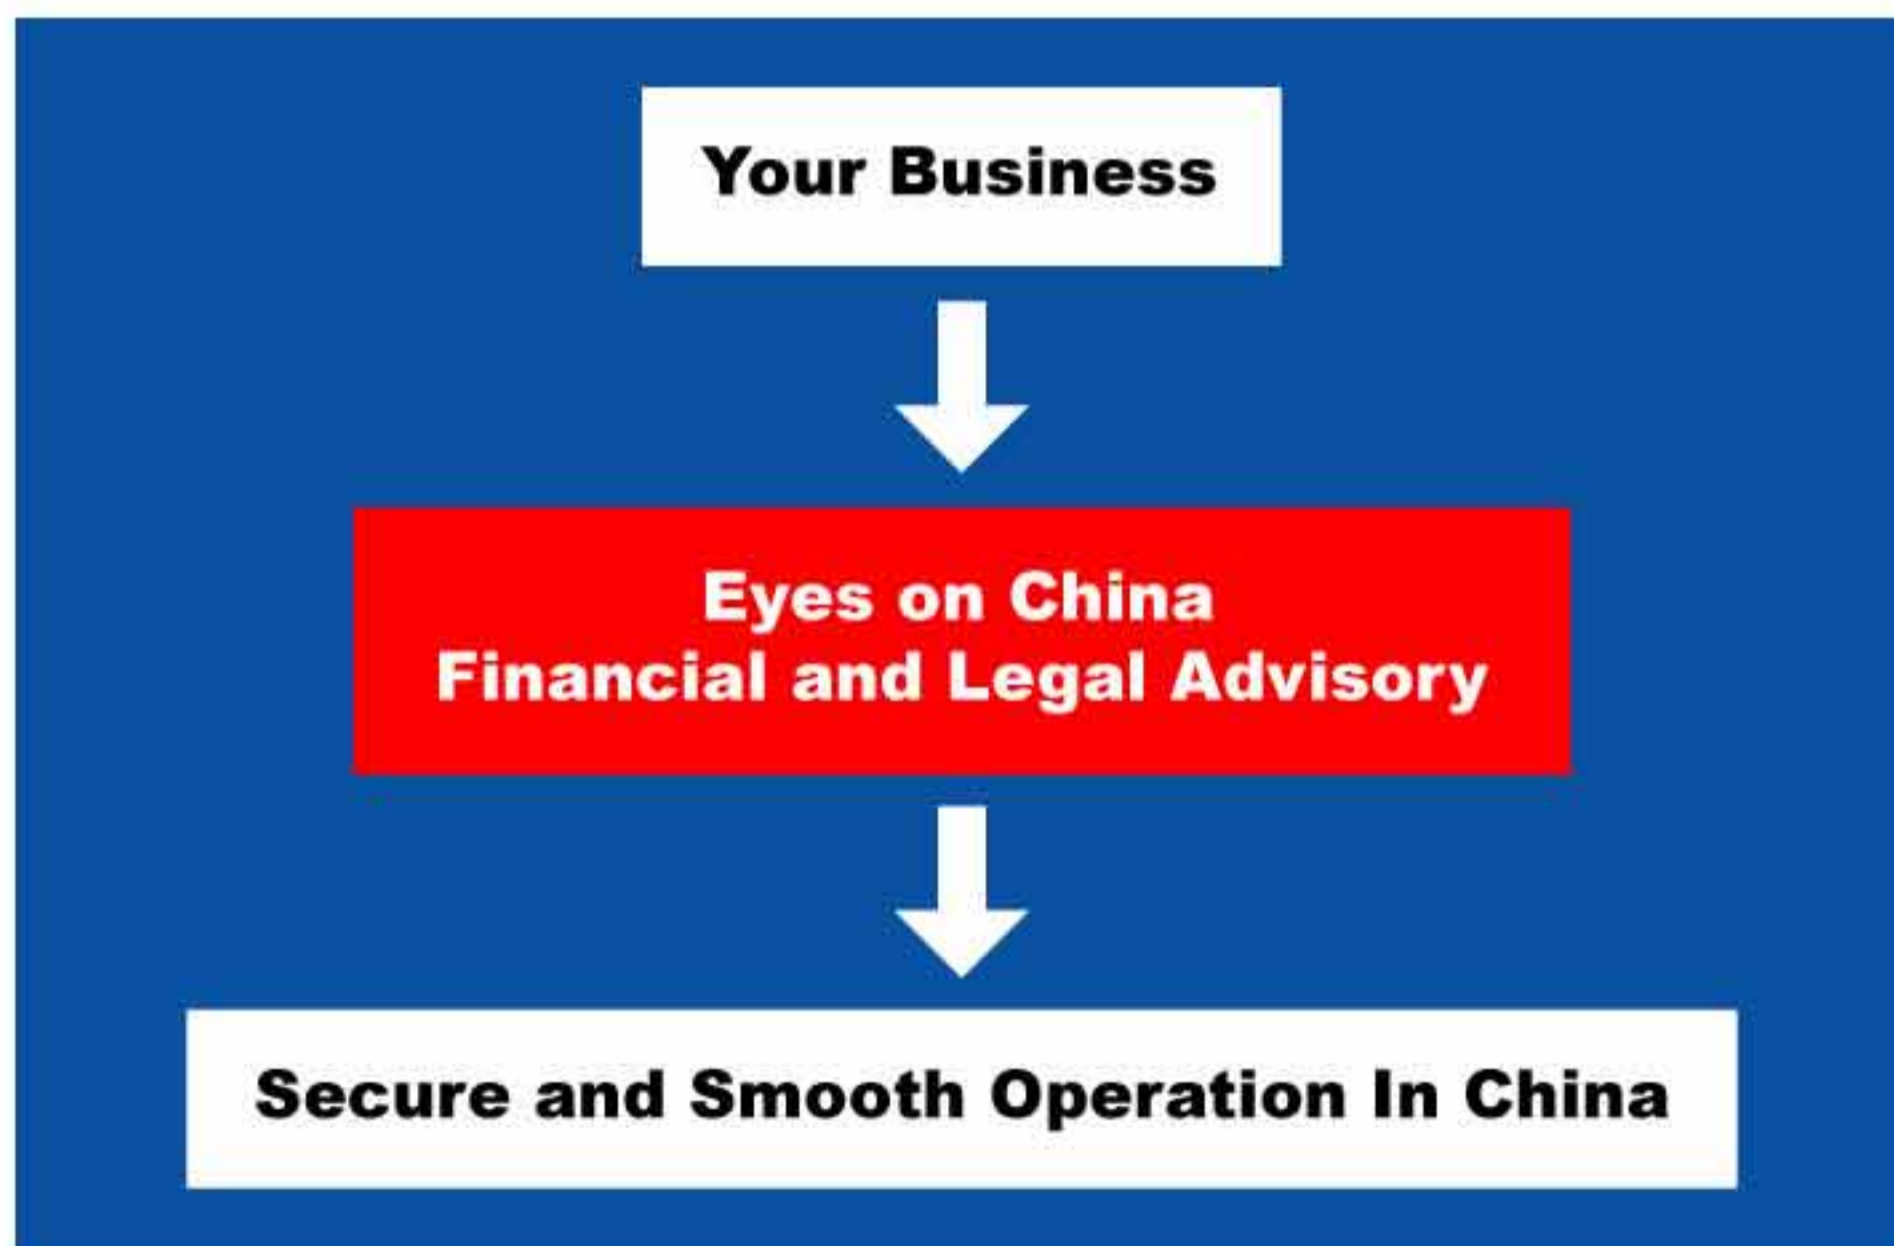 Your Business
Eyes on China
Financial and Legal Advisory
Secure and Smooth Operation In China